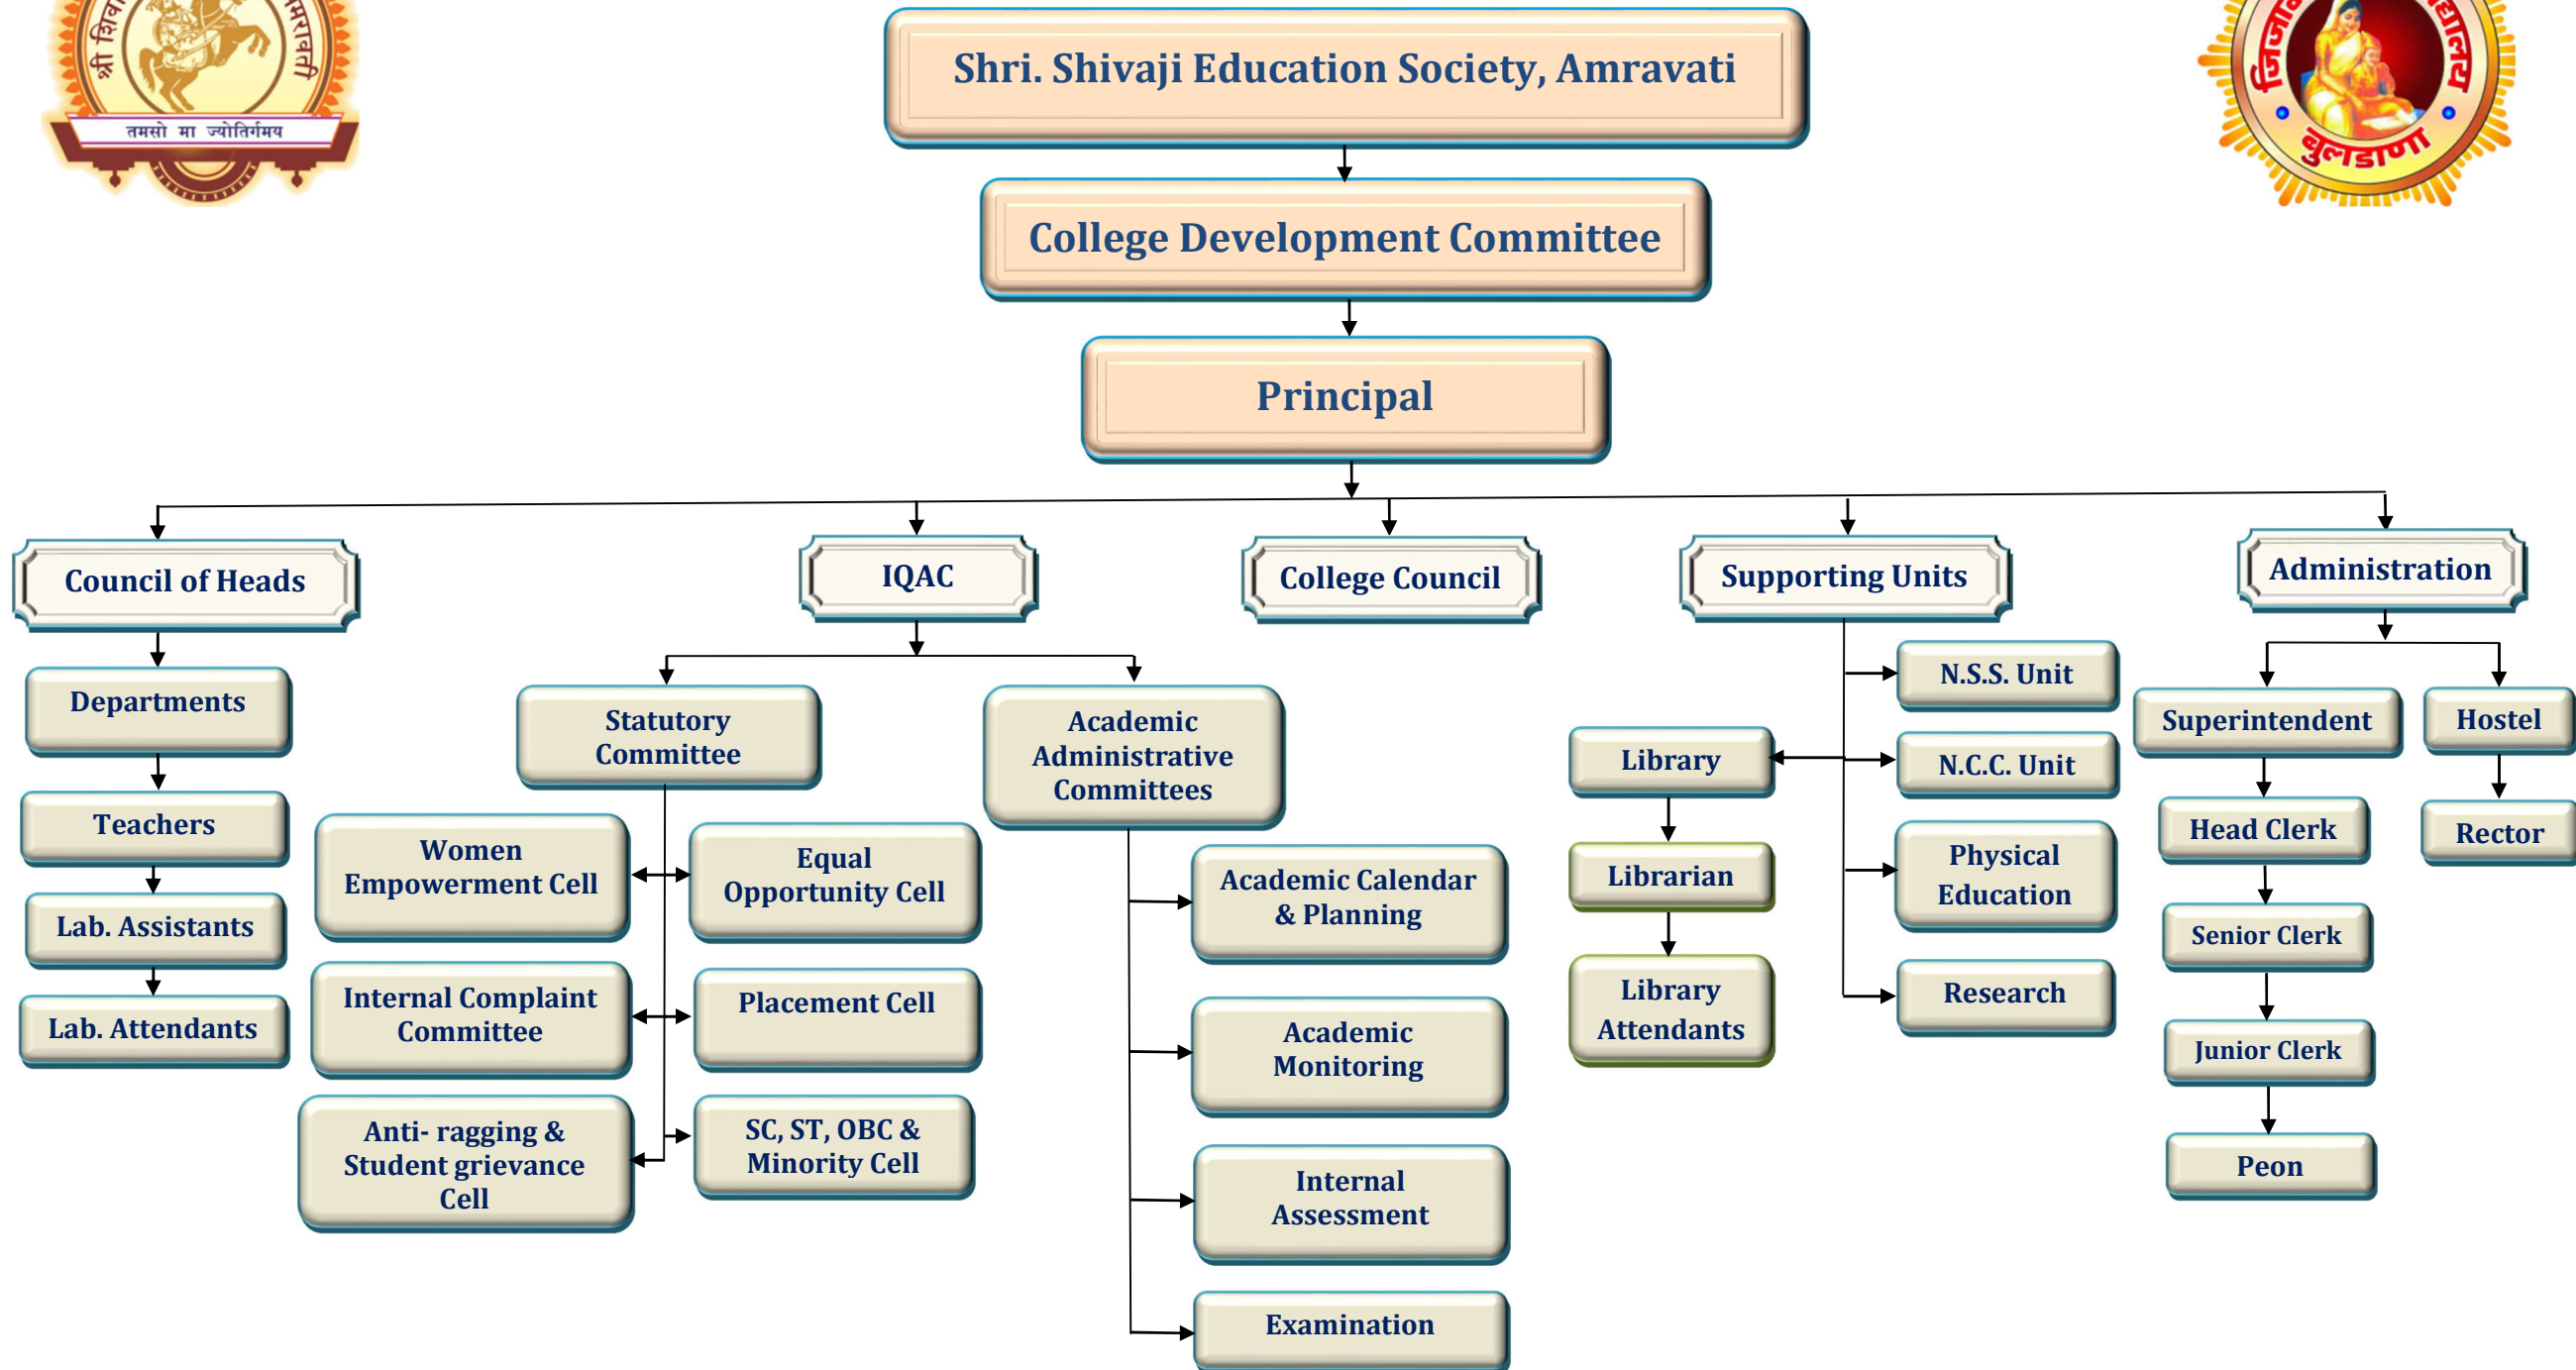 श्री शिवा
मरावती
तमसो मा ज्योतिर्गमय
बुलडाणा
Shri. Shivaji Education Society, Amravati
College Development Committee
Principal
Council of Heads
IQAC
College Council
Supporting Units
Administration
Departments
Teachers
Lab. Assistants
Lab. Attendants
Statutory
Committee
Women
Empowerment Cell
Equal
Opportunity Cell
Internal Complaint
Committee
Placement Cell
Anti- ragging &
Student grievance
Cell
SC, ST, OBC &
Minority Cell
Academic
Administrative
Committees
Academic Calendar
& Planning
Academic
Monitoring
Internal
Assessment
Examination
Library
Librarian
Library
Attendants
N.S.S. Unit
N.C.C. Unit
Physical
Education
Research
Superintendent
Head Clerk
Senior Clerk
Junior Clerk
Peon
Hostel
Rector